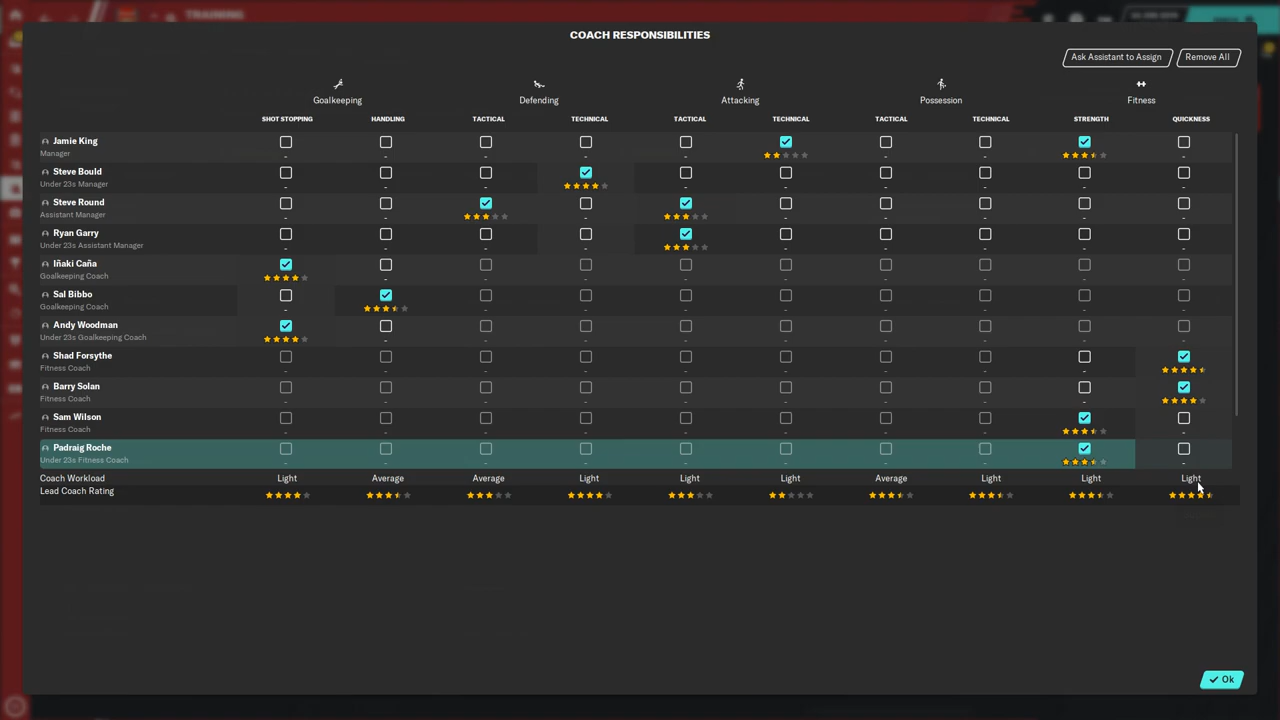 TRAINING
COACH RESPONSIBILITIES
Ask Assistant to Assign
Remove All
Goalkeeping
Defending
Attacking
Possession
Fitness
SHOT STOPPING HANDLING TACTICAL TECHNICAL TACTICAL TECHNICAL TACTICAL TECHNICAL STRENGTH QUICKNESS
Jamie King
Manager
Steve Bould
Under 23s Manager
Steve Round
Assistant Manager
Ryan Garry
Under 23s Assistant Manager
Iñaki Caña
Goalkeeping Coach
Sal Bibbo
Goalkeeping Coach
Andy Woodman
Under 23s Goalkeeping Coach
Shad Forsythe
Fitness Coach
Barry Solan
Fitness Coach
Sam Wilson
Fitness Coach
Padraig Roche
Under 23s Fitness Coach
Coach Workload Light Average Average Light Light Light Average Light Light Light
Lead Coach Rating
Ok